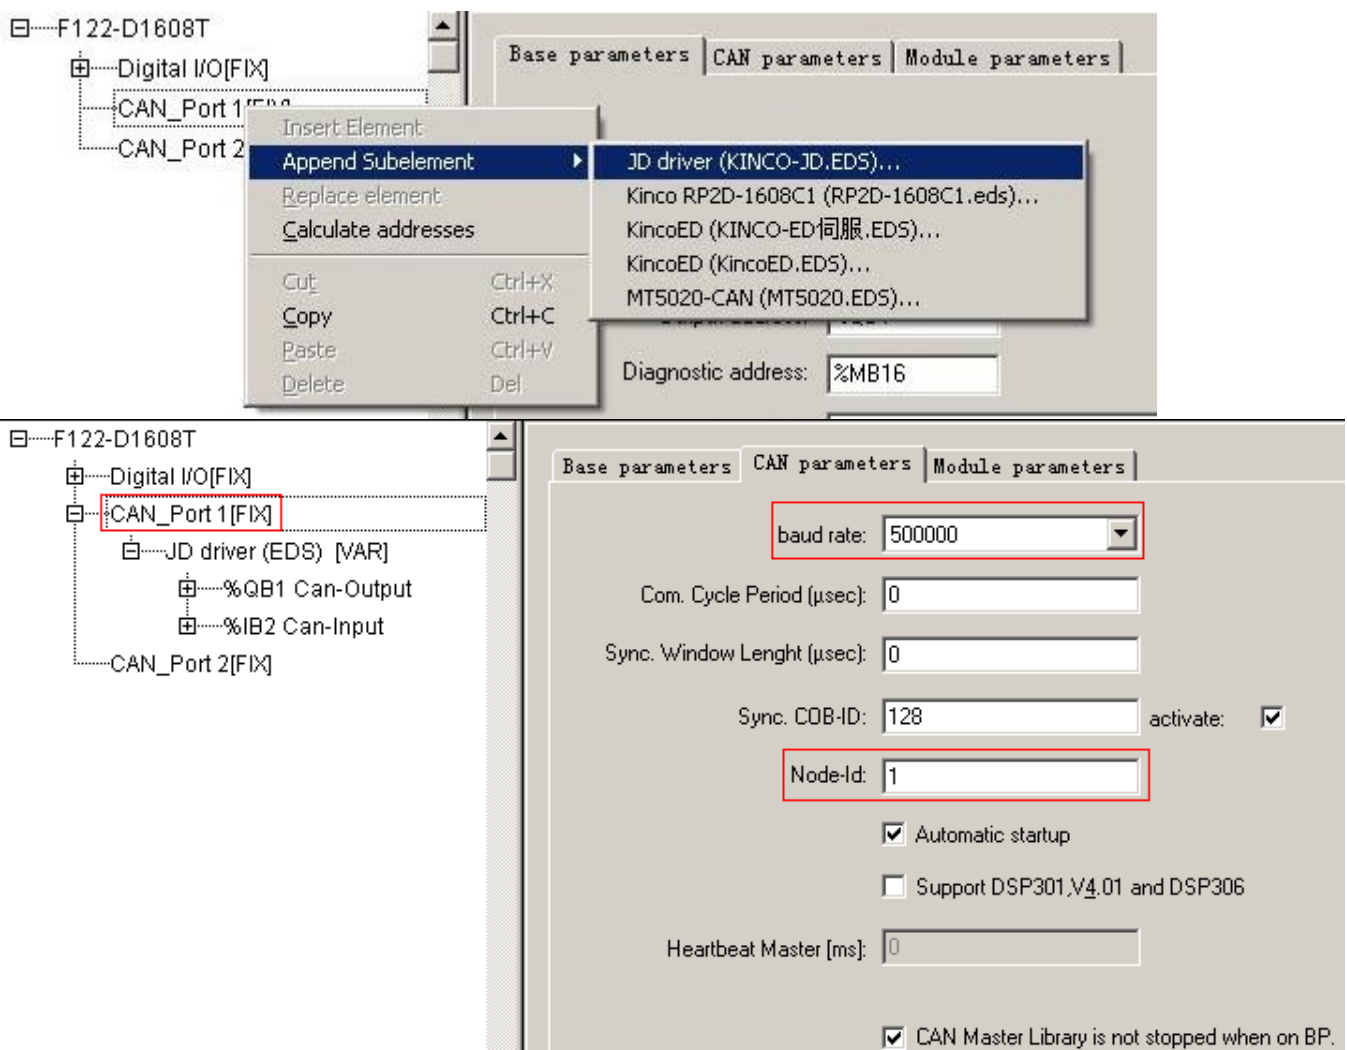 F122-D1608T
Digital I/O[FIX]
CAN_Port 1
CAN_Port 2
Insert Element
Append Subelement
Replace element
Calculate addresses
Cut Ctrl+X
Copy Ctrl+C
Paste Ctrl+V
Delete Del
JD driver (KINCO-JD.EDS)...
Kinco RP2D-1608C1 (RP2D-1608C1.eds)...
KincoED (KINCO-ED伺服.EDS)...
KincoED (KincoED.EDS)...
MT5020-CAN (MT5020.EDS)...
Base parameters CAN parameters Module parameters
Diagnostic address: %MB16
F122-D1608T
Digital I/O[FIX]
CAN_Port 1[FIX]
JD driver (EDS) [VAR]
%QB1 Can-Output
%IB2 Can-Input
CAN_Port 2[FIX]
Base parameters CAN parameters Module parameters
baud rate: 500000
Com. Cycle Period (µsec): 0
Sync. Window Lenght (µsec): 0
Sync. COB-ID: 128 activate:
Node-Id: 1
Automatic startup
Support DSP301,V4.01 and DSP306
Heartbeat Master [ms]: 0
CAN Master Library is not stopped when on BP.